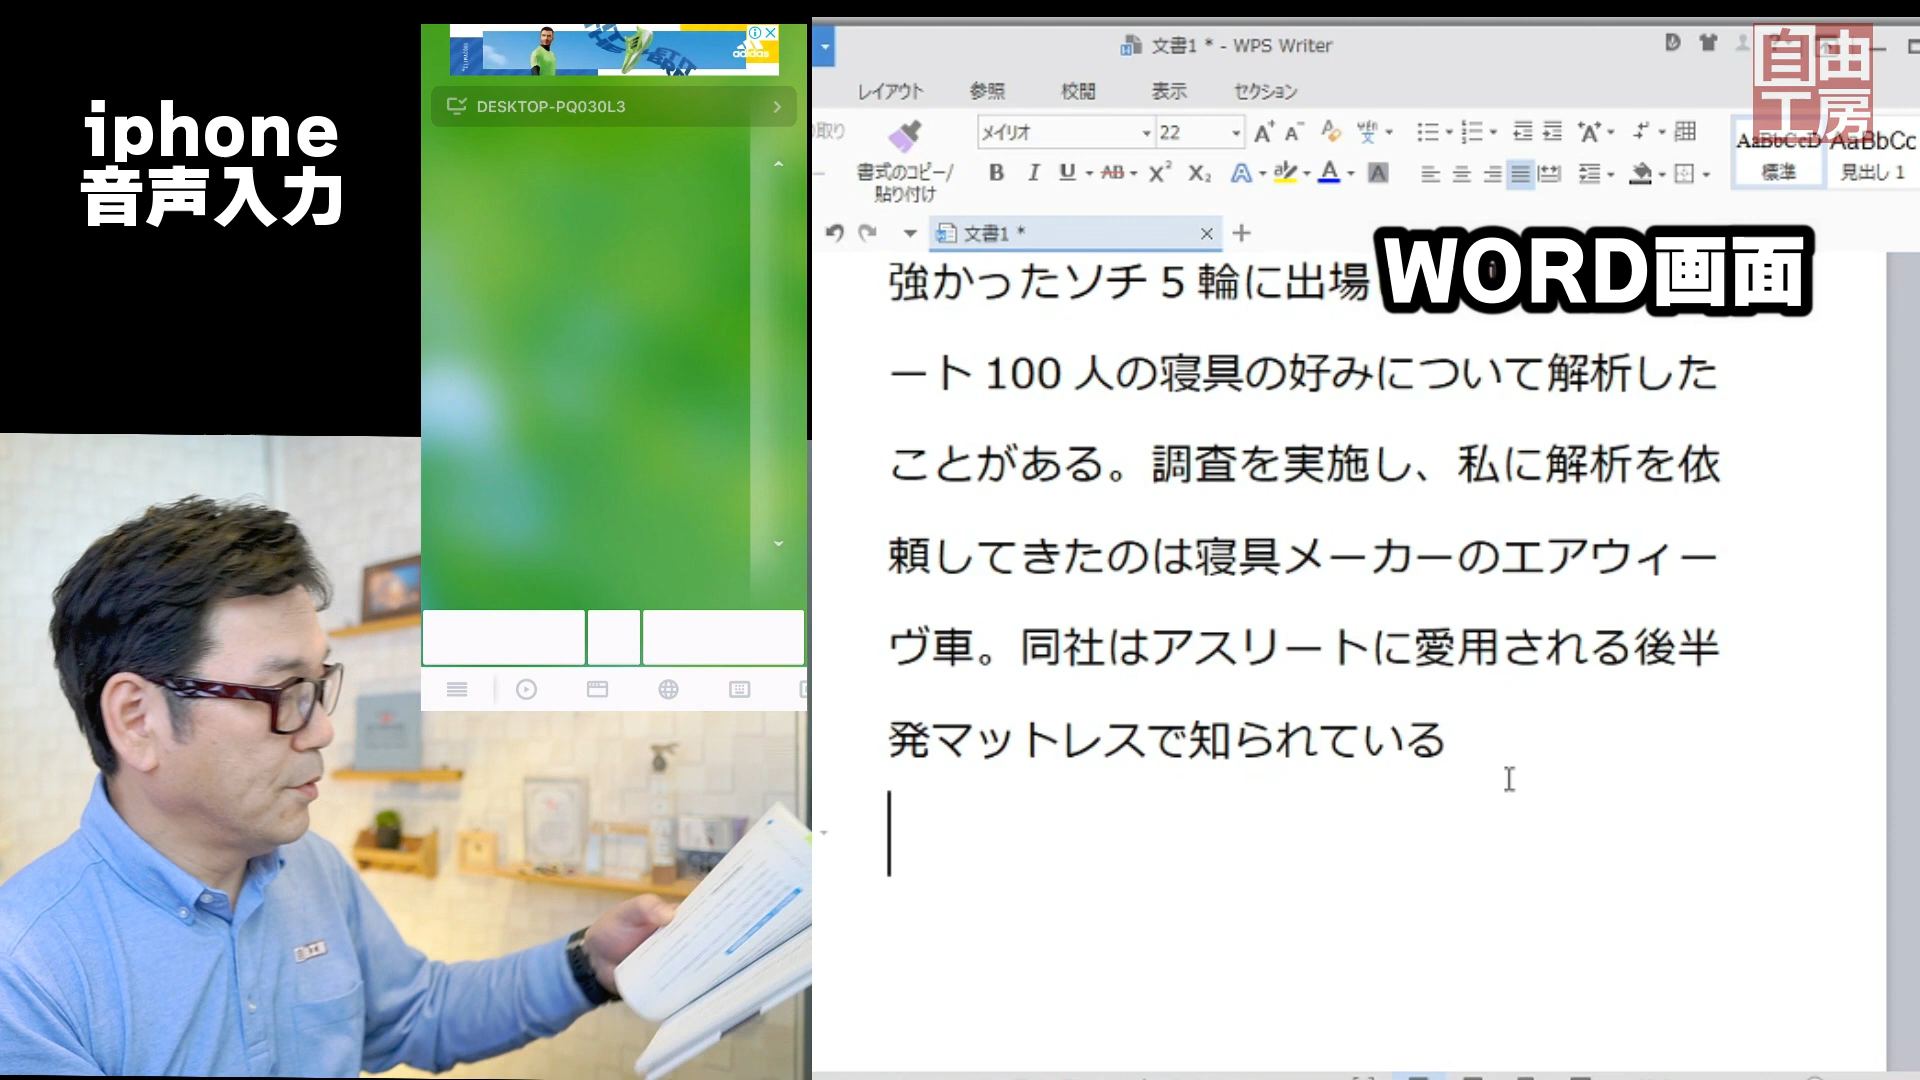 iphone
音声入力
adidas
DESKTOP-PQ030L3
文書1 * - WPS Writer
自由
工房
レイアウト 参照 校閲 表示 セクション
メイリオ 22
書式のコピー/
貼り付け
AaBbCcD AaBbCc
標準 見出し 1
文書1 *
WORD画面
強かったソチ5輪に出場
ート100人の寝具の好みについて解析した
ことがある。調査を実施し、私に解析を依
頼してきたのは寝具メーカーのエアウィー
ヴ車。同社はアスリートに愛用される後半
発マットレスで知られている